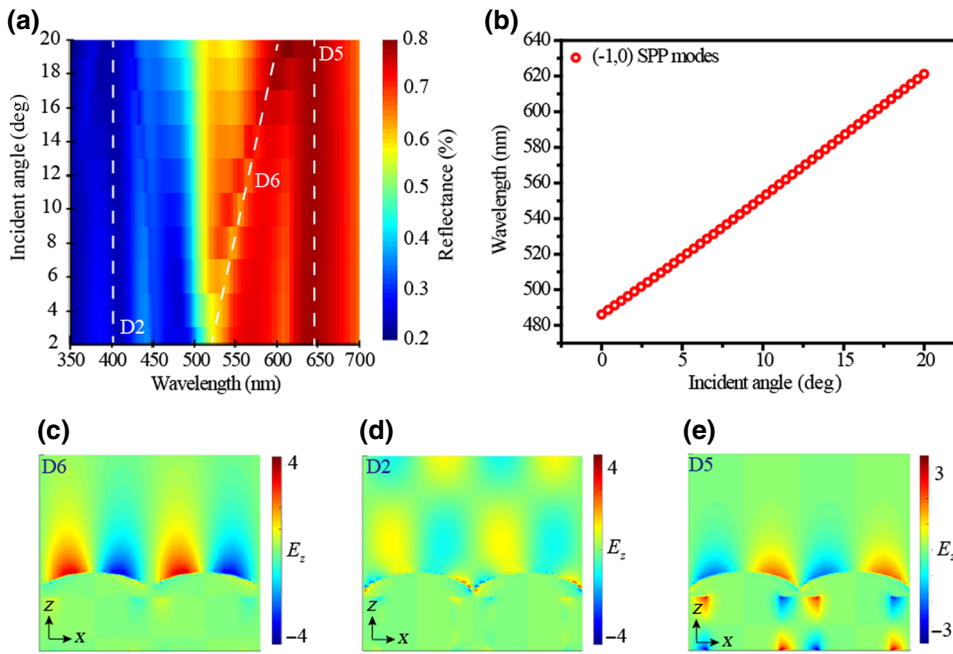 (a)
20
18
16
14
12
10
8
6
4
2
Incident angle (deg)
350 400 450 500 550 600 650 700
Wavelength (nm)
D2
D6
D5
0.8
0.7
0.6
0.5
0.4
0.3
0.2
Reflectance (%)
(b)
640
620
600
580
560
540
520
500
480
Wavelength (nm)
(-1,0) SPP modes
0 5 10 15 20
Incident angle (deg)
(c)
D6
z
x
4
E_z
−4
(d)
D2
z
x
4
E_z
−4
(e)
D5
z
x
3
E_z
−3